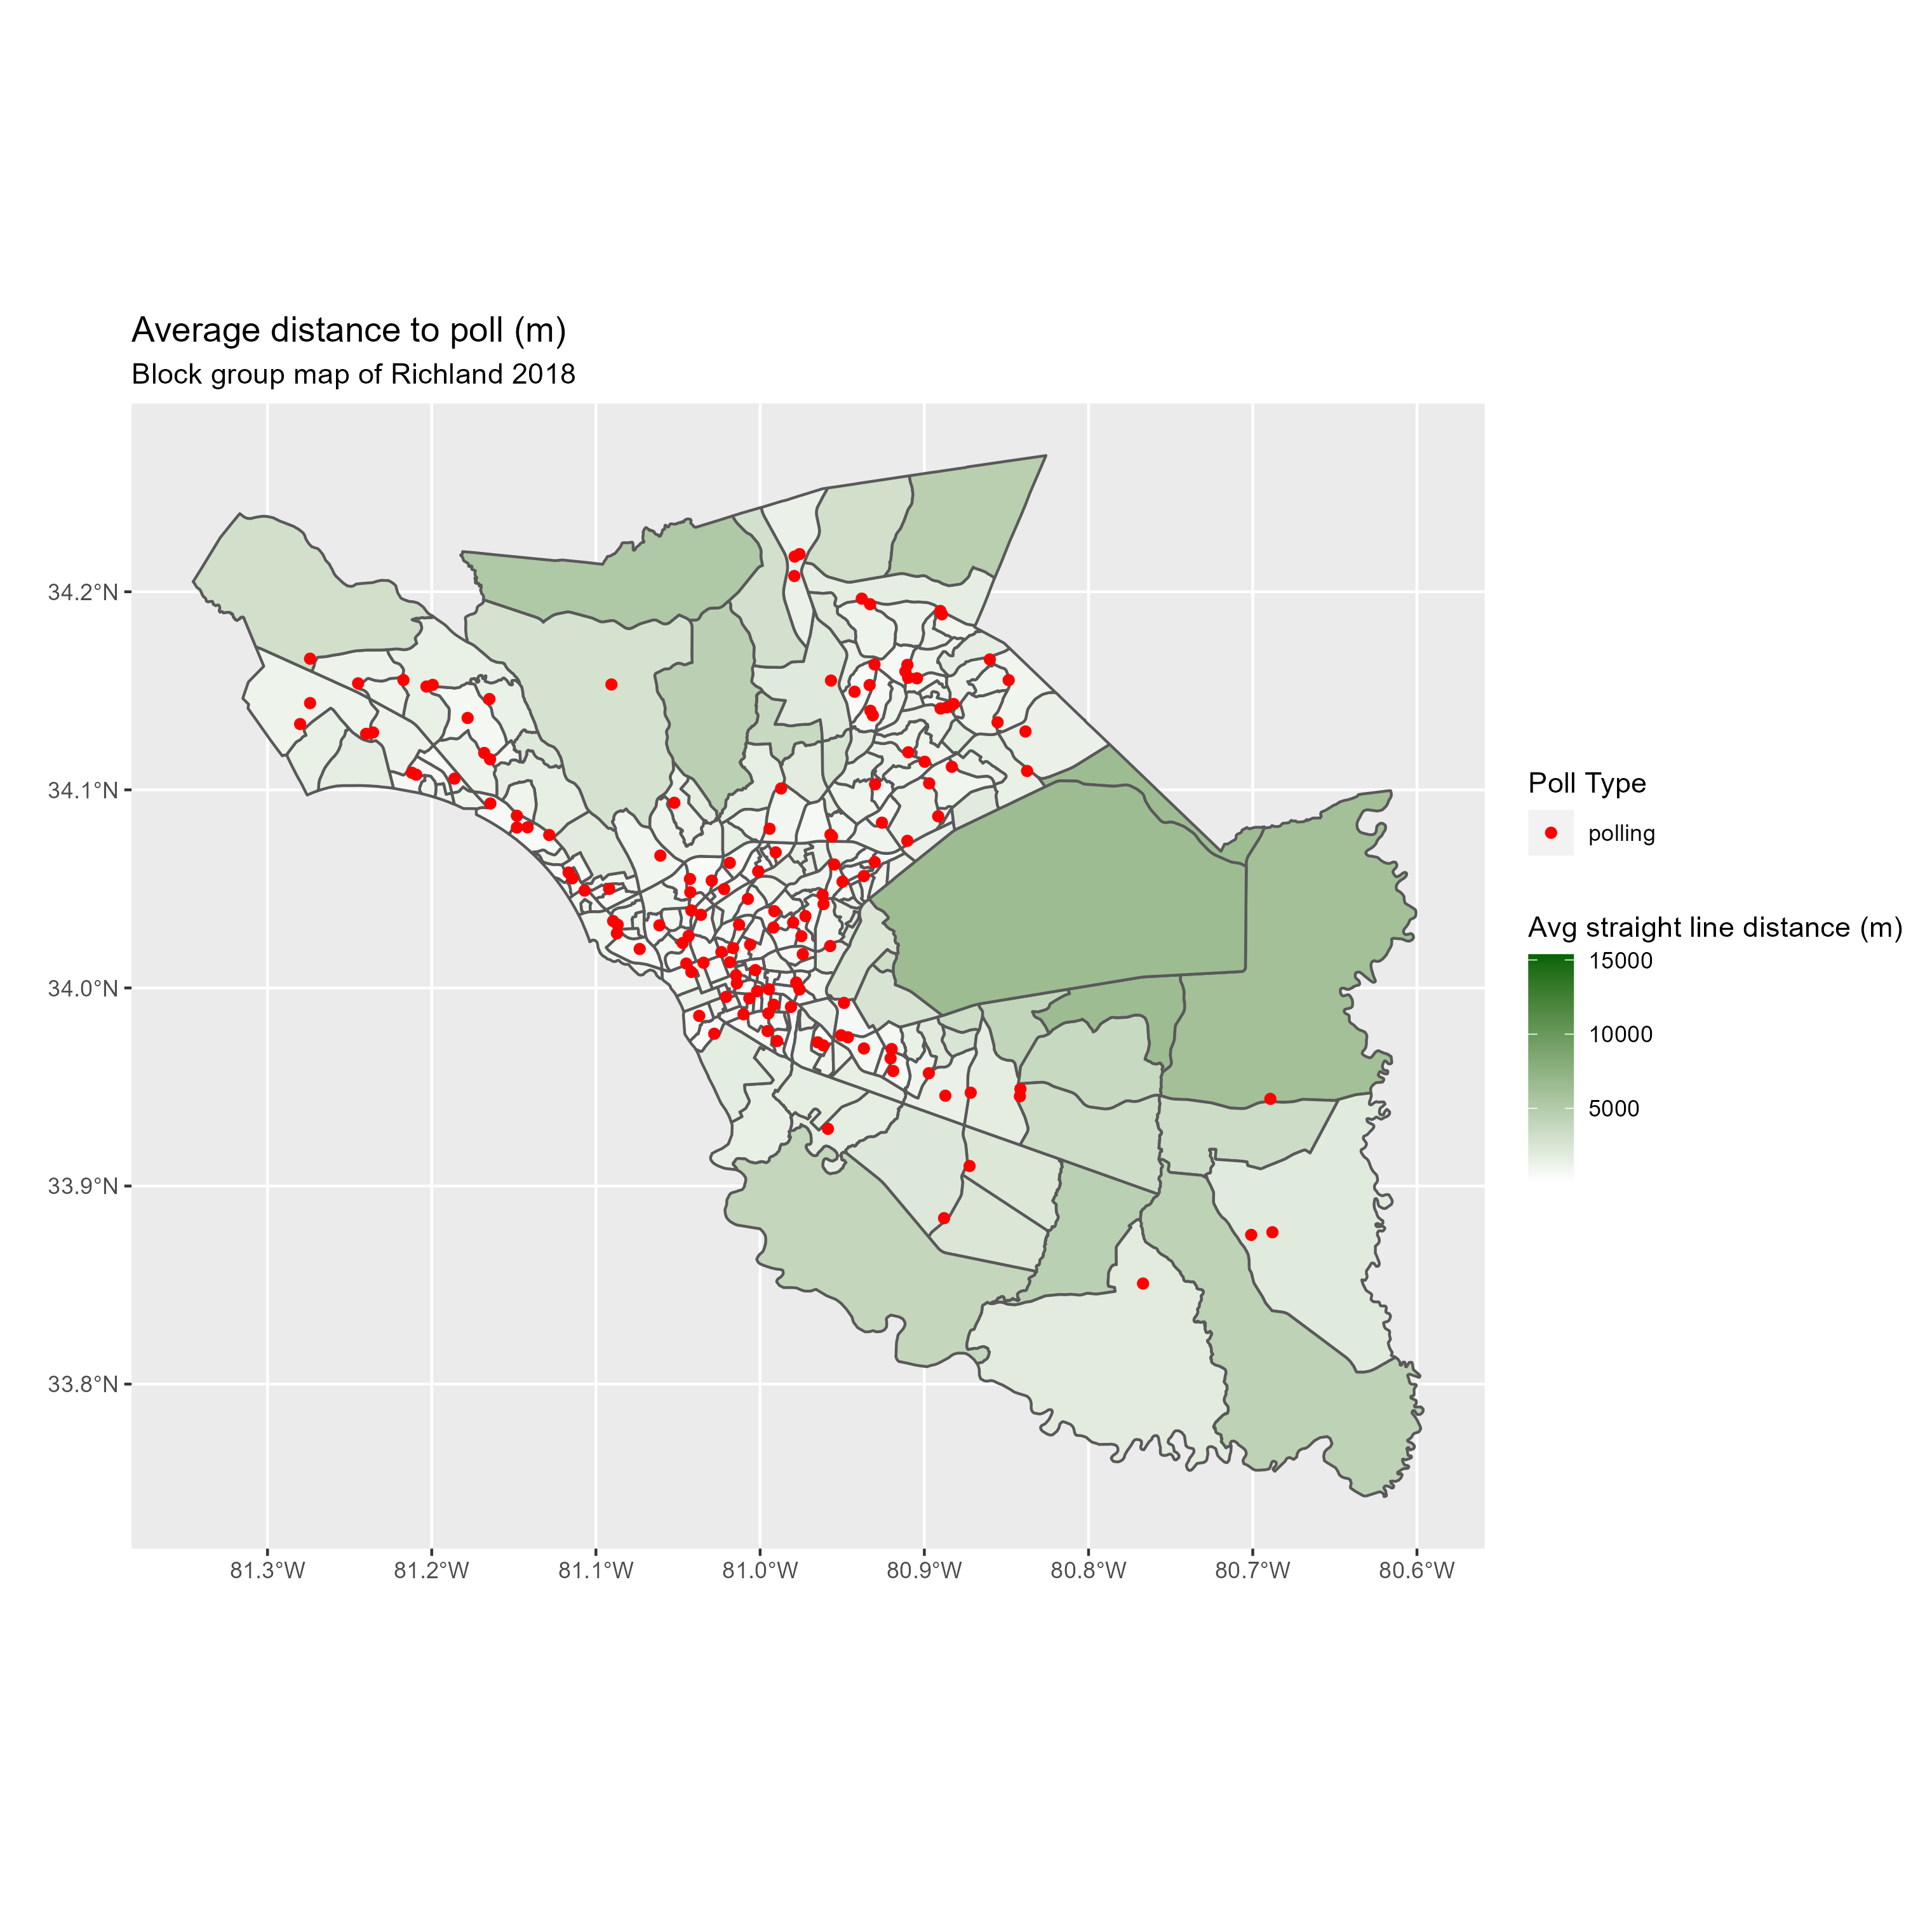 Average distance to poll (m)
Block group map of Richland 2018
34.2°N
34.1°N
34.0°N
33.9°N
33.8°N
81.3°W
81.2°W
81.1°W
81.0°W
80.9°W
80.8°W
80.7°W
80.6°W
Poll Type
polling
Avg straight line distance (m)
15000
10000
5000